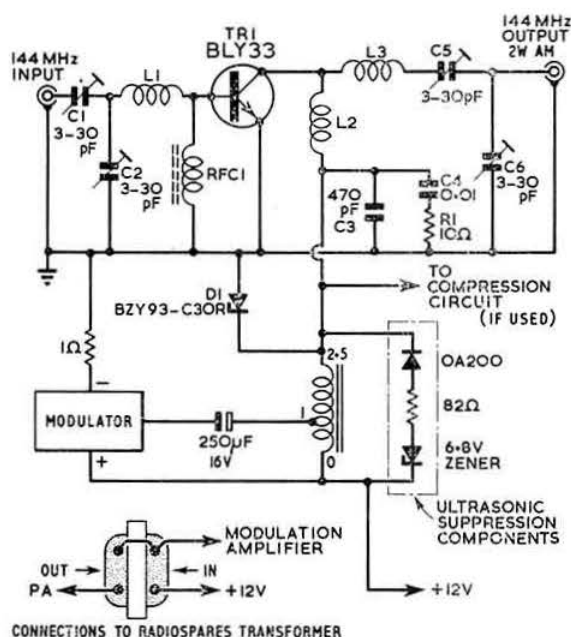 TR1
BLY33
144 MHz
INPUT
144 MHz
OUTPUT
2W AM
L1
L3
C5
3-30pF
C1
3-30
pF
C2
3-30
pF
RFC1
L2
470
pF
C3
C4
0·01
R1
10Ω
C6
3-30
pF
D1
BZY93-C30R
TO
COMPRESSION
CIRCUIT
(IF USED)
1Ω
2·5
1
0
OA200
82Ω
6·8V
ZENER
−
MODULATOR
+
250μF
16V
ULTRASONIC
SUPPRESSION
COMPONENTS
MODULATION
AMPLIFIER
OUT
IN
PA
+12V
+12V
CONNECTIONS TO RADIOSPARES TRANSFORMER